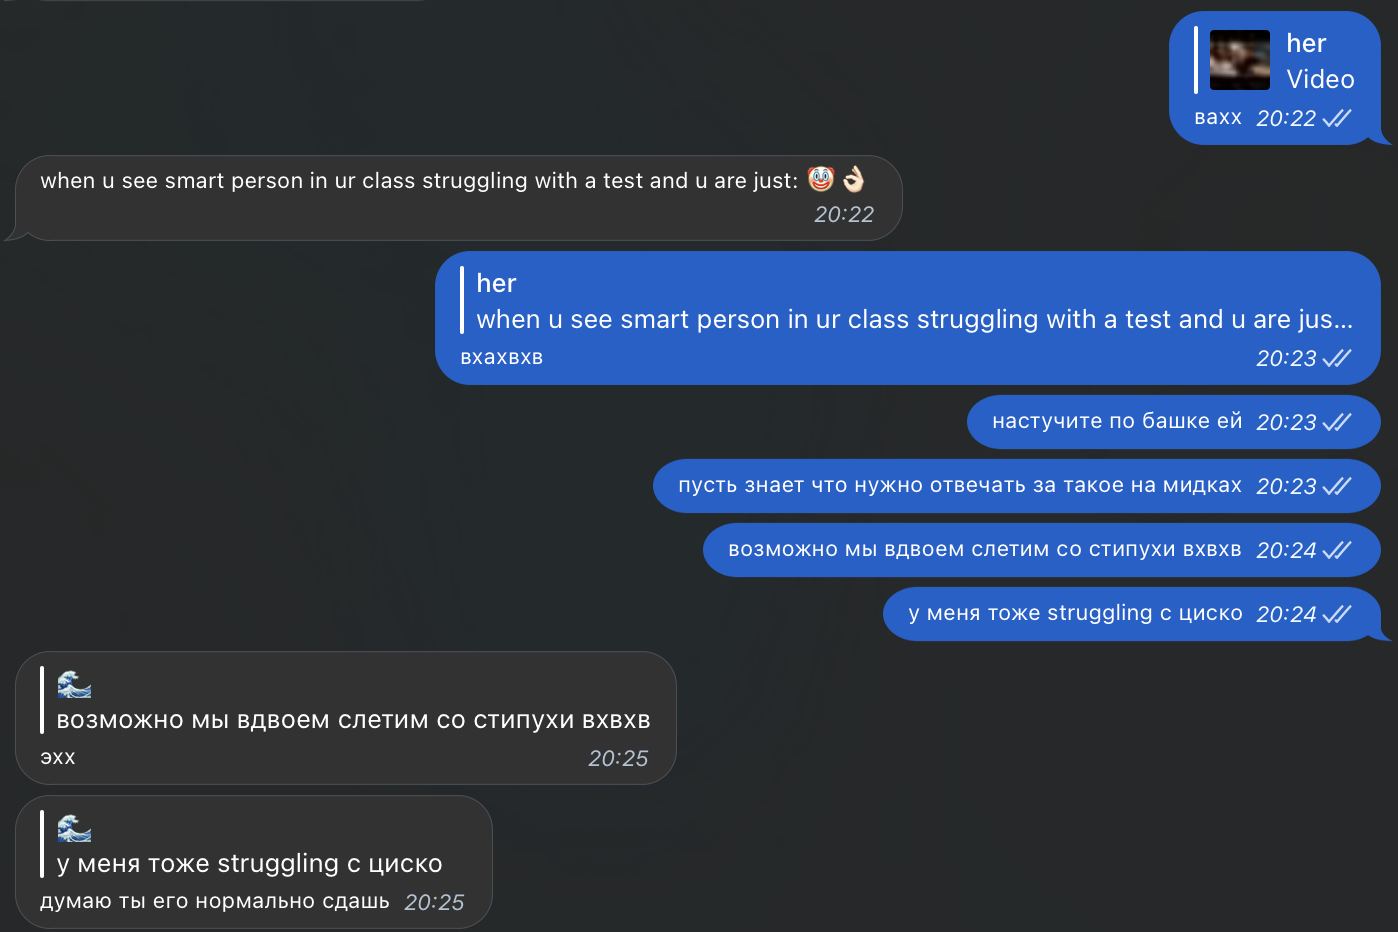 her
Video
вахх 20:22
when u see smart person in ur class struggling with a test and u are just: 🤡👌🏻
20:22
her
when u see smart person in ur class struggling with a test and u are jus...
вхахвхв 20:23
настучите по башке ей 20:23
пусть знает что нужно отвечать за такое на мидках 20:23
возможно мы вдвоем слетим со стипухи вхвхв 20:24
у меня тоже struggling с циско 20:24
🌊
возможно мы вдвоем слетим со стипухи вхвхв
эхх 20:25
🌊
у меня тоже struggling с циско
думаю ты его нормально сдашь 20:25